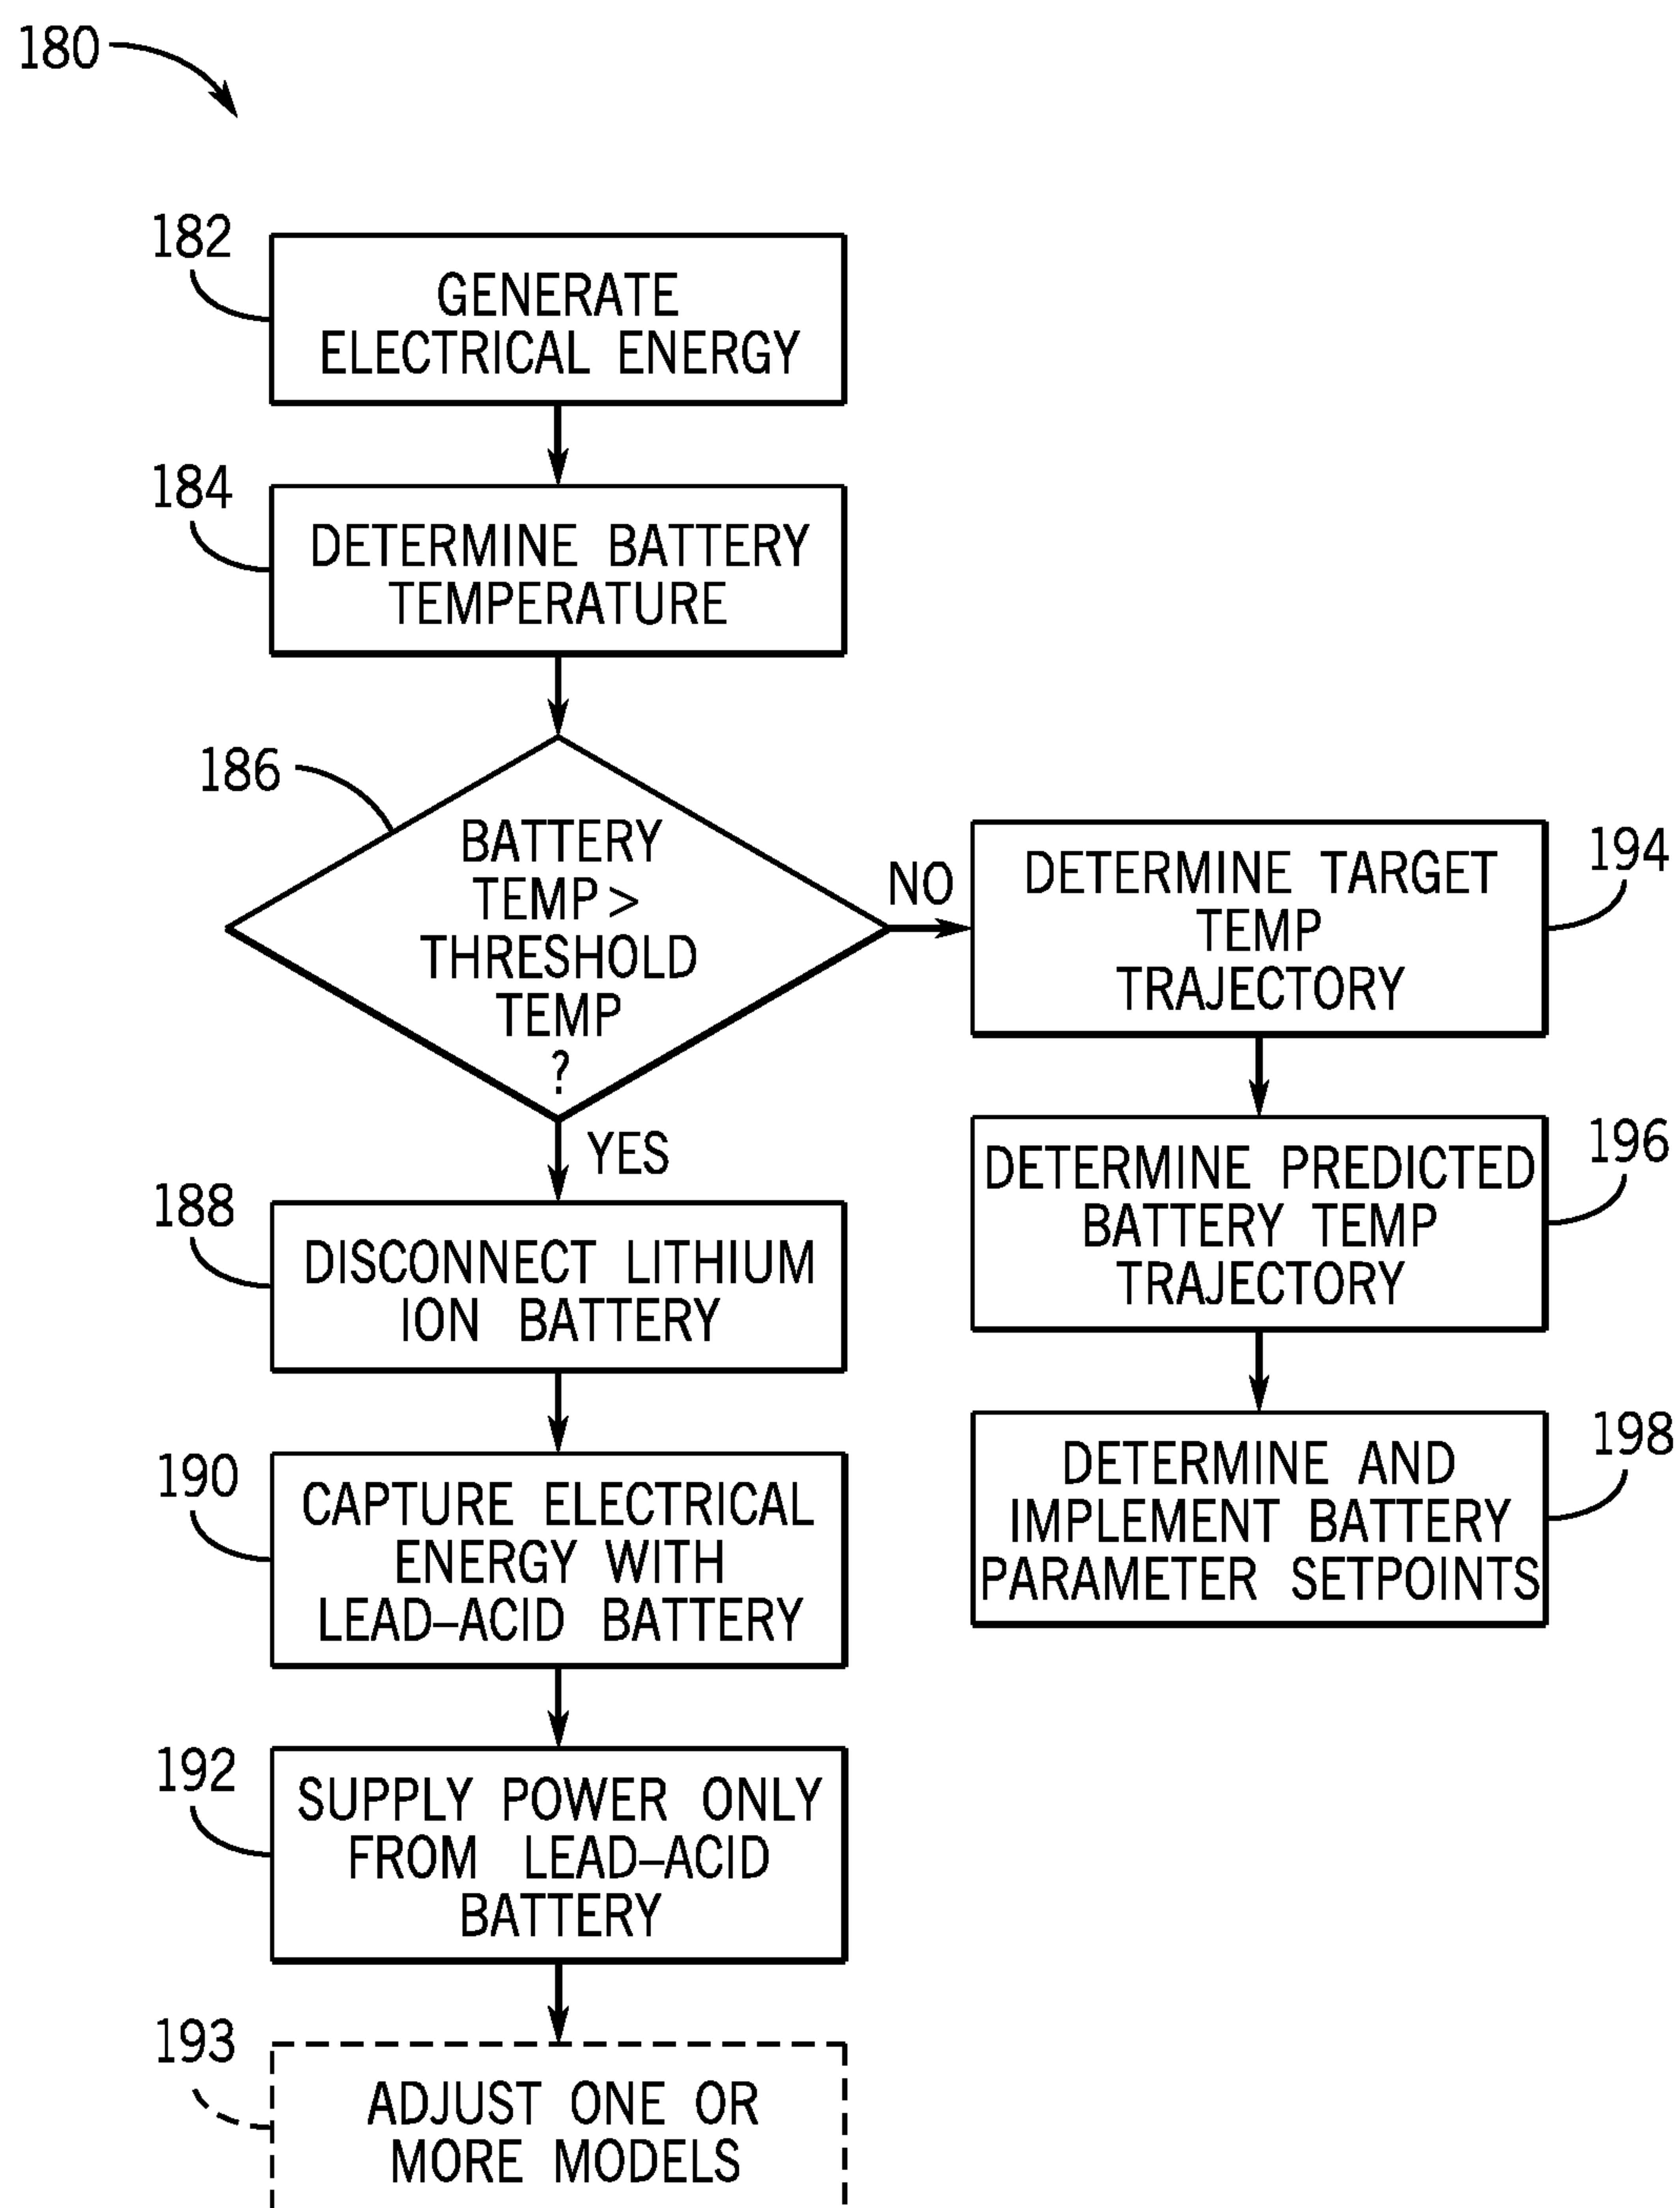 180
182
GENERATE
ELECTRICAL ENERGY
184
DETERMINE BATTERY
TEMPERATURE
186
BATTERY
TEMP >
THRESHOLD
TEMP
?
NO
YES
188
DISCONNECT LITHIUM
ION BATTERY
190
CAPTURE ELECTRICAL
ENERGY WITH
LEAD–ACID BATTERY
192
SUPPLY POWER ONLY
FROM LEAD–ACID
BATTERY
193
ADJUST ONE OR
MORE MODELS
194
DETERMINE TARGET
TEMP
TRAJECTORY
196
DETERMINE PREDICTED
BATTERY TEMP
TRAJECTORY
198
DETERMINE AND
IMPLEMENT BATTERY
PARAMETER SETPOINTS